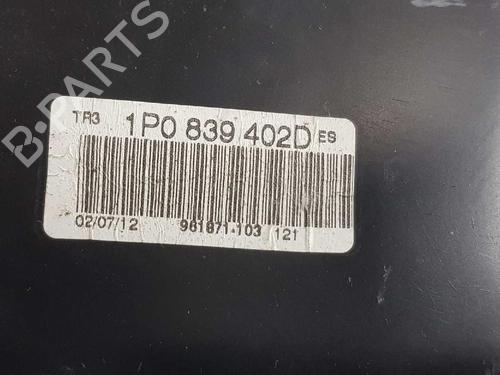 B-PARTS
TR3 1P0 839 402D ES
02/07/12 961871-103 121